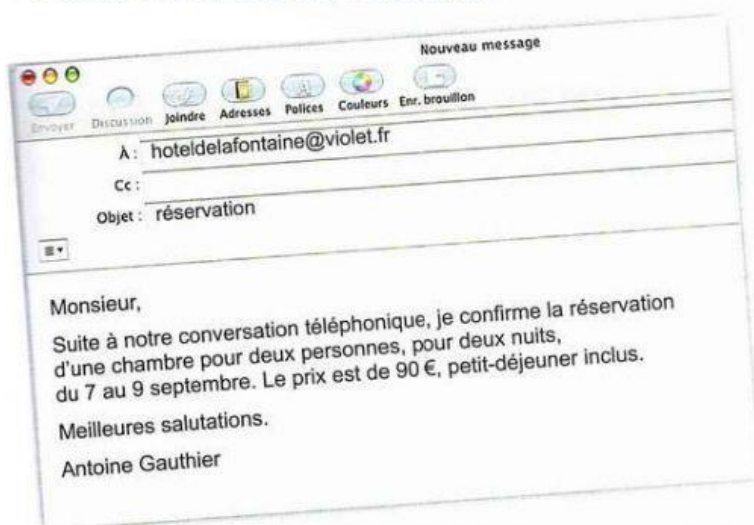 Nouveau message
Envoyer Discussion Joindre Adresses Polices Couleurs Enr. brouillon
À : hoteldelafontaine@violet.fr
Cc :
Objet : réservation
Monsieur,
Suite à notre conversation téléphonique, je confirme la réservation
d'une chambre pour deux personnes, pour deux nuits,
du 7 au 9 septembre. Le prix est de 90 €, petit-déjeuner inclus.
Meilleures salutations.
Antoine Gauthier